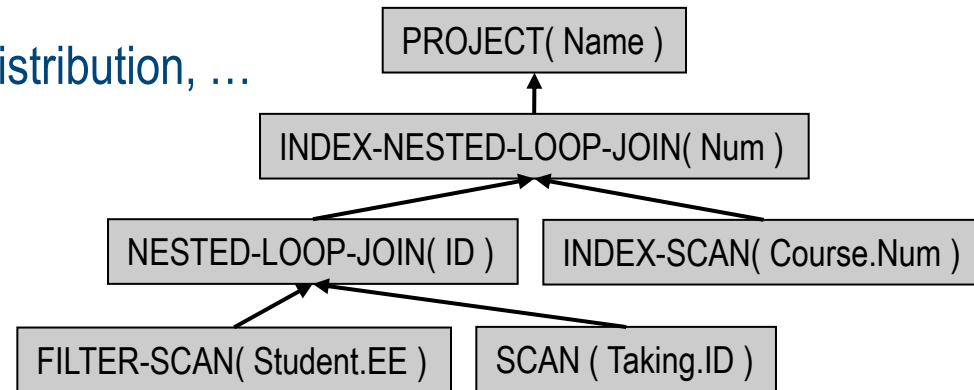 istribution, …
PROJECT( Name )
INDEX-NESTED-LOOP-JOIN( Num )
NESTED-LOOP-JOIN( ID )
INDEX-SCAN( Course.Num )
FILTER-SCAN( Student.EE )
SCAN ( Taking.ID )